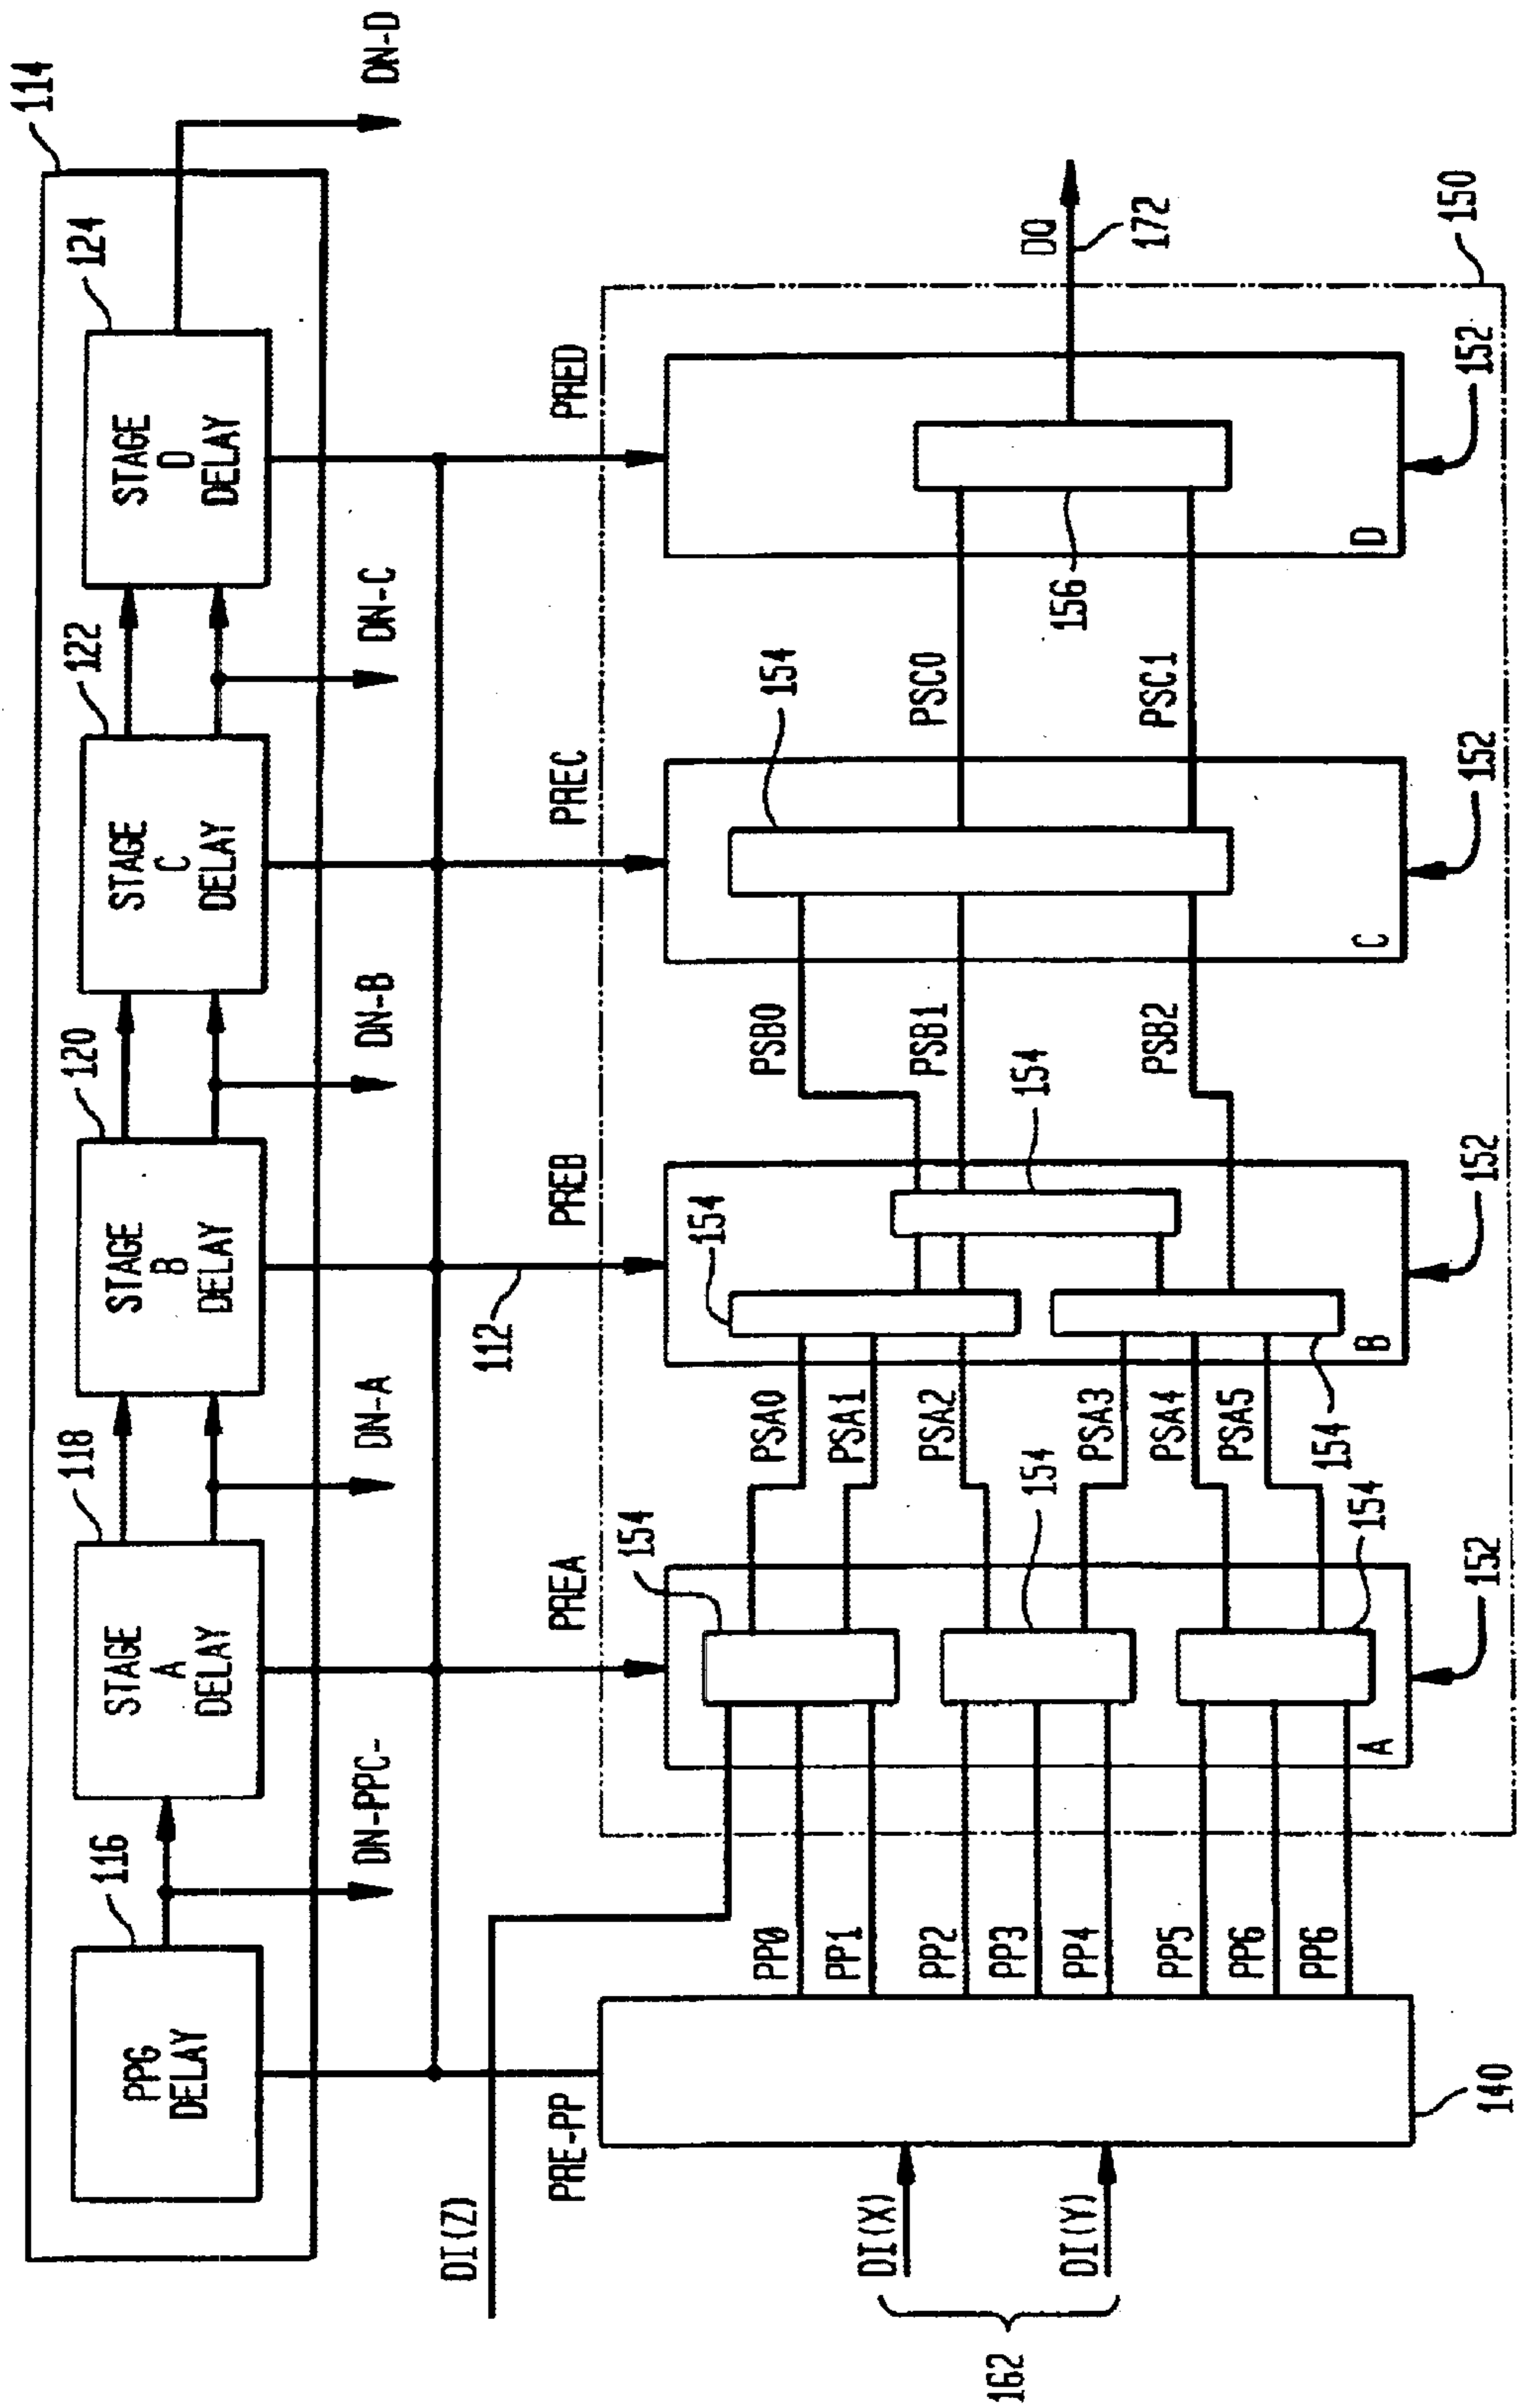 114
116
118
120
122
124
PPG
DELAY
STAGE
A
DELAY
STAGE
B
DELAY
STAGE
C
DELAY
STAGE
D
DELAY
DN-PPC-
DN-A
DN-B
DN-C
DN-D
112
DI(Z)
PRE-PP
PREA
PREB
PREC
PRED
DI(X)
DI(Y)
162
140
PP0
PP1
PP2
PP3
PP4
PP5
PP6
PP6
154
154
154
A
152
PSA0
PSA1
PSA2
PSA3
PSA4
PSA5
154
154
154
B
152
PSB0
PSB1
PSB2
154
C
152
PSC0
PSC1
156
D
152
DO
172
150